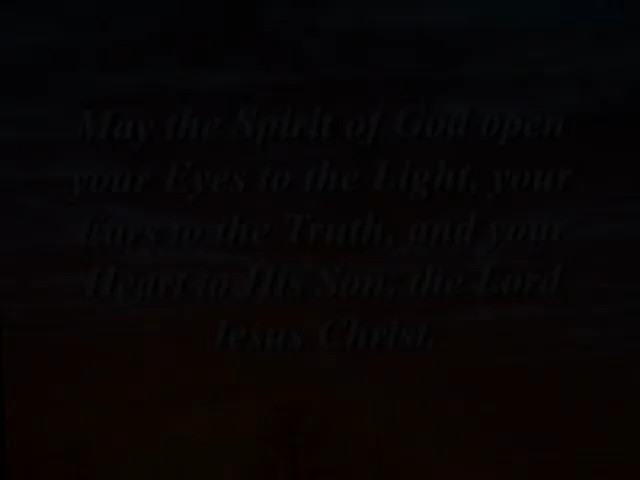 May the Spirit of God open
your Eyes to the Light, your
Ears to the Truth, and your
Heart to His Son, the Lord
Jesus Christ.